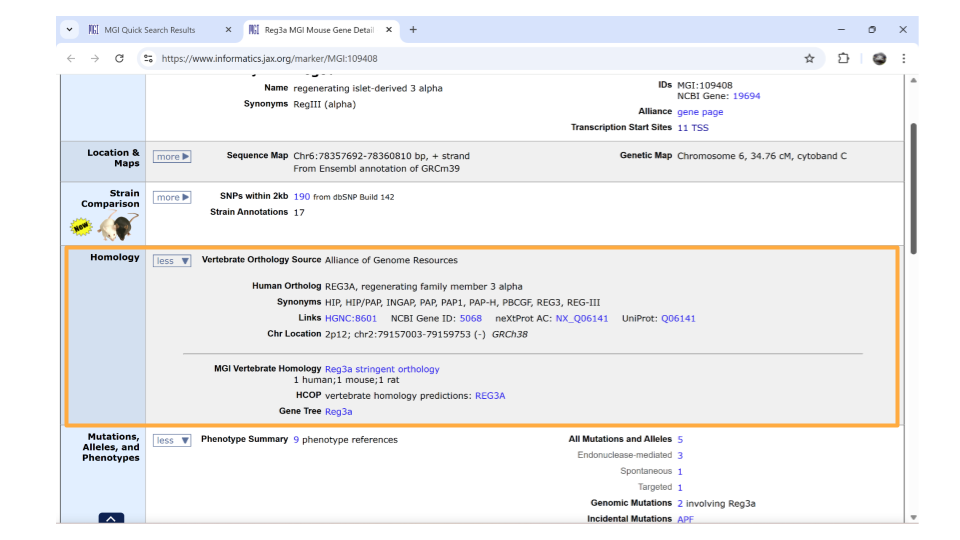 MGI Quick Search Results
Reg3a MGI Mouse Gene Detail
https://www.informatics.jax.org/marker/MGI:109408
Name regenerating islet-derived 3 alpha
Synonyms RegIII (alpha)
IDs MGI:109408
NCBI Gene: 19694
Alliance gene page
Transcription Start Sites 11 TSS
Location & Maps
more
Sequence Map Chr6:78357692-78360810 bp, + strand
From Ensembl annotation of GRCm39
Genetic Map Chromosome 6, 34.76 cM, cytoband C
Strain Comparison
New
more
SNPs within 2kb 190 from dbSNP Build 142
Strain Annotations 17
Homology
less
Vertebrate Orthology Source Alliance of Genome Resources
Human Ortholog REG3A, regenerating family member 3 alpha
Synonyms HIP, HIP/PAP, INGAP, PAP, PAP1, PAP-H, PBCGF, REG3, REG-III
Links HGNC:8601 NCBI Gene ID: 5068 neXtProt AC: NX_Q06141 UniProt: Q06141
Chr Location 2p12; chr2:79157003-79159753 (-) GRCh38
MGI Vertebrate Homology Reg3a stringent orthology
1 human;1 mouse;1 rat
HCOP vertebrate homology predictions: REG3A
Gene Tree Reg3a
Mutations, Alleles, and Phenotypes
less
Phenotype Summary 9 phenotype references
All Mutations and Alleles 5
Endonuclease-mediated 3
Spontaneous 1
Targeted 1
Genomic Mutations 2 involving Reg3a
Incidental Mutations APF